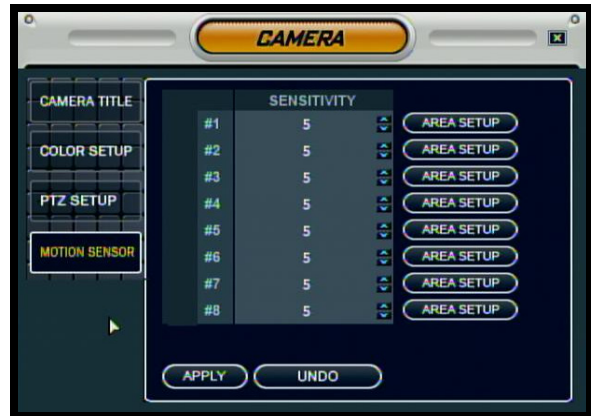 CAMERA
CAMERA TITLE
COLOR SETUP
PTZ SETUP
MOTION SENSOR
SENSITIVITY
#1 5 AREA SETUP
#2 5 AREA SETUP
#3 5 AREA SETUP
#4 5 AREA SETUP
#5 5 AREA SETUP
#6 5 AREA SETUP
#7 5 AREA SETUP
#8 5 AREA SETUP
APPLY UNDO